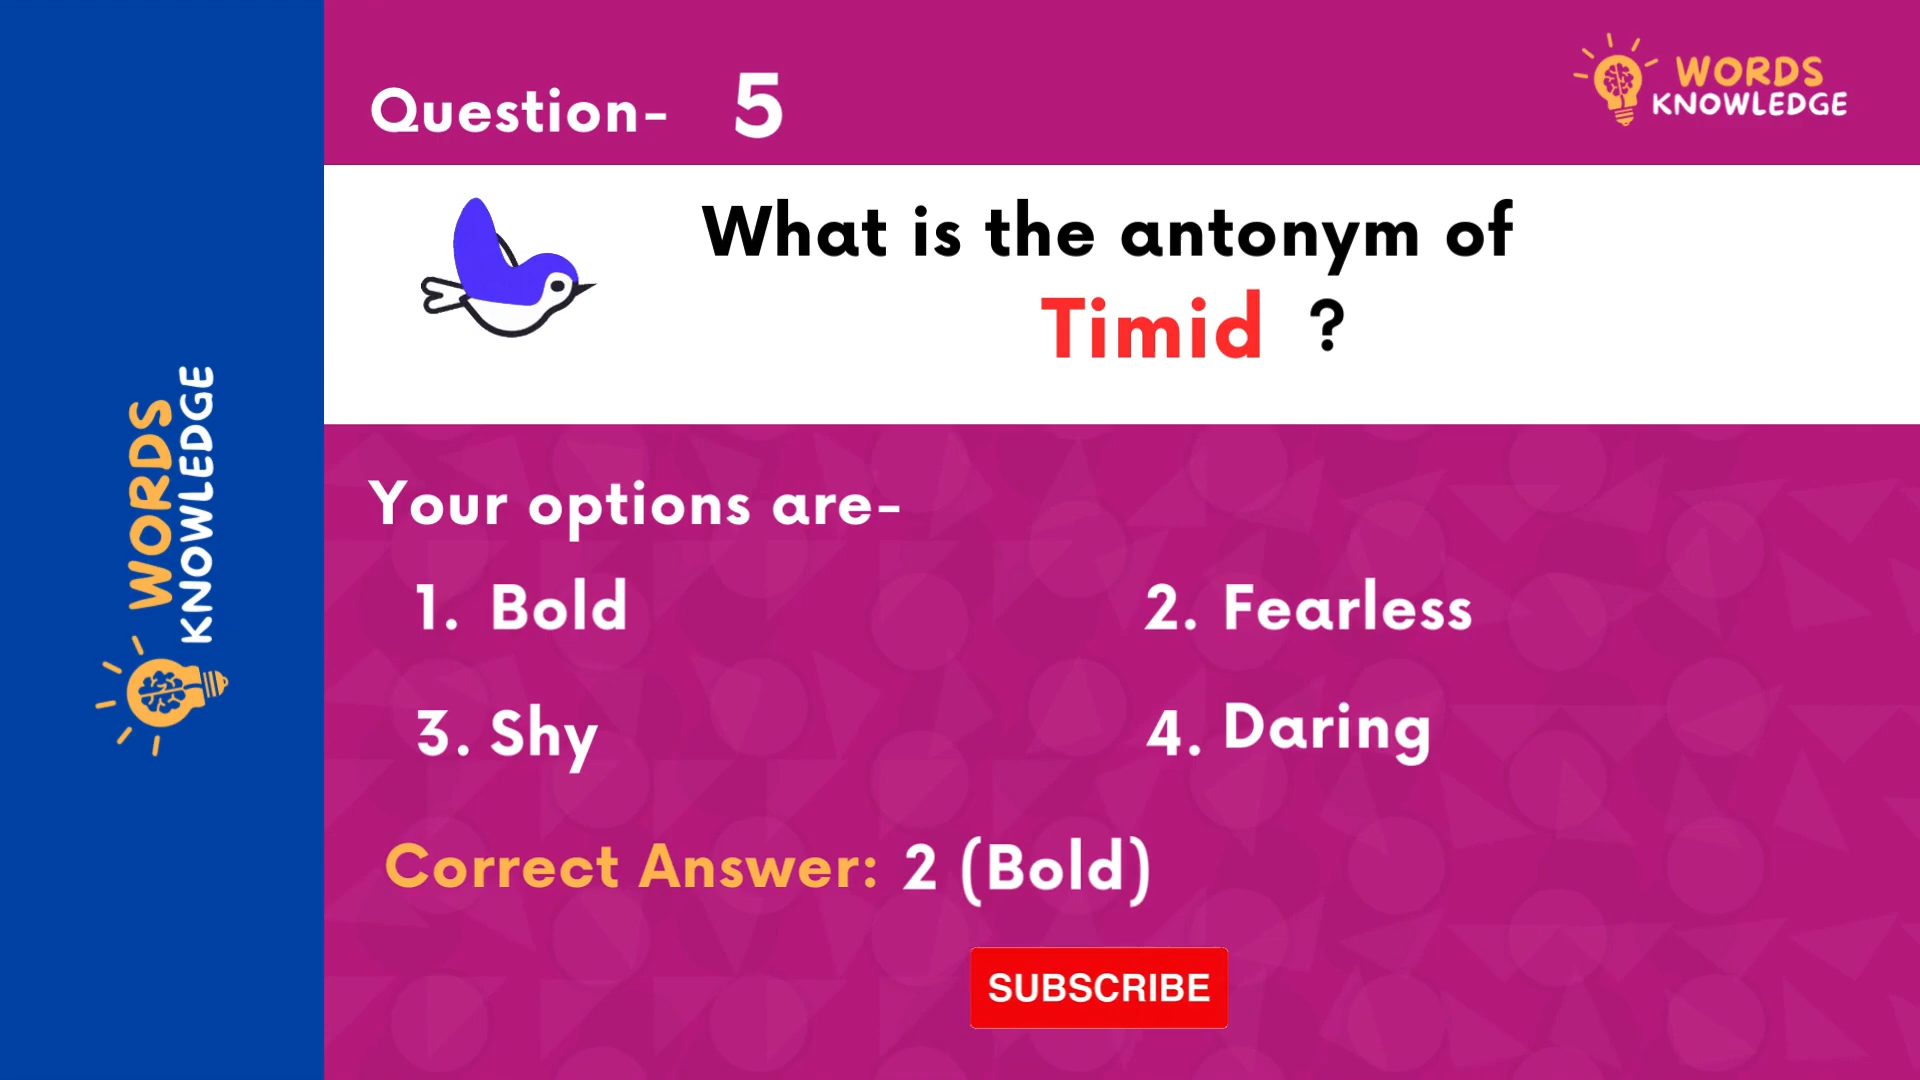 WORDS
KNOWLEDGE
Question- 5
WORDS
KNOWLEDGE
What is the antonym of
Timid ?
Your options are-
1. Bold
2. Fearless
3. Shy
4. Daring
Correct Answer: 2 (Bold)
SUBSCRIBE